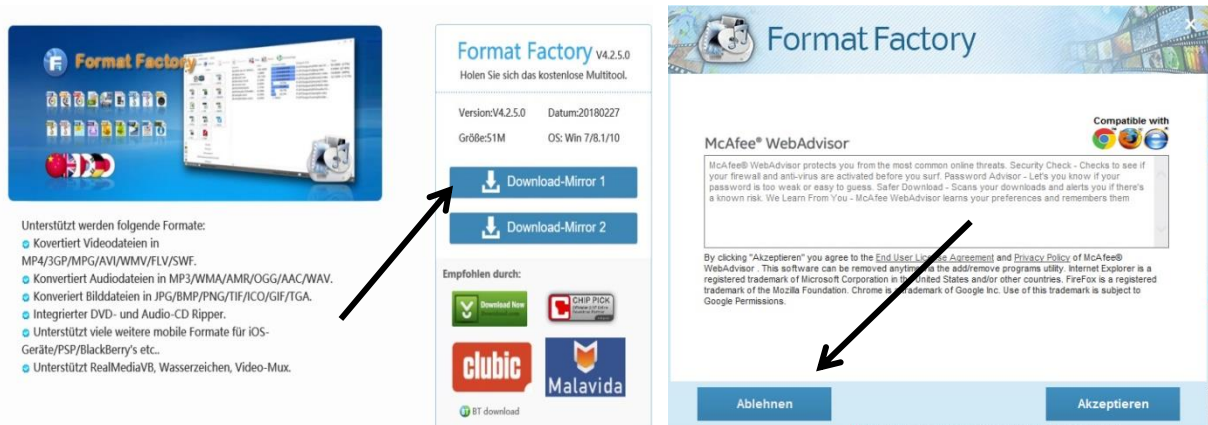 Format Factory
Unterstützt werden folgende Formate:
Kovertiert Videodateien in
MP4/3GP/MPG/AVI/WMV/FLV/SWF.
Konvertiert Audiodateien in MP3/WMA/AMR/OGG/AAC/WAV.
Konveriert Bilddateien in JPG/BMP/PNG/TIF/ICO/GIF/TGA.
Integrierter DVD- und Audio-CD Ripper.
Unterstützt viele weitere mobile Formate für iOS-
Geräte/PSP/BlackBerry's etc..
Unterstützt RealMediaVB, Wasserzeichen, Video-Mux.
Format Factory V4.2.5.0
Holen Sie sich das kostenlose Multitool.
Version:V4.2.5.0 Datum:20180227
Größe:51M OS: Win 7/8.1/10
Download-Mirror 1
Download-Mirror 2
Empfohlen durch:
Download Now
Download.com
CHIP PICK
clubic
Malavida
BT download
Format Factory
x
Compatible with
McAfee® WebAdvisor
McAfee® WebAdvisor protects you from the most common online threats. Security Check - Checks to see if
your firewall and anti-virus are activated before you surf. Password Advisor - Let's you know if your
password is too weak or easy to guess. Safer Download - Scans your downloads and alerts you if there's
a known risk. We Learn From You - McAfee WebAdvisor learns your preferences and remembers them
By clicking "Akzeptieren" you agree to the End User License Agreement and Privacy Policy of McAfee®
WebAdvisor . This software can be removed anytime via the add/remove programs utility. Internet Explorer is a
registered trademark of Microsoft Corporation in the United States and/or other countries. FireFox is a registered
trademark of the Mozilla Foundation. Chrome is a trademark of Google Inc. Use of this trademark is subject to
Google Permissions.
Ablehnen
Akzeptieren